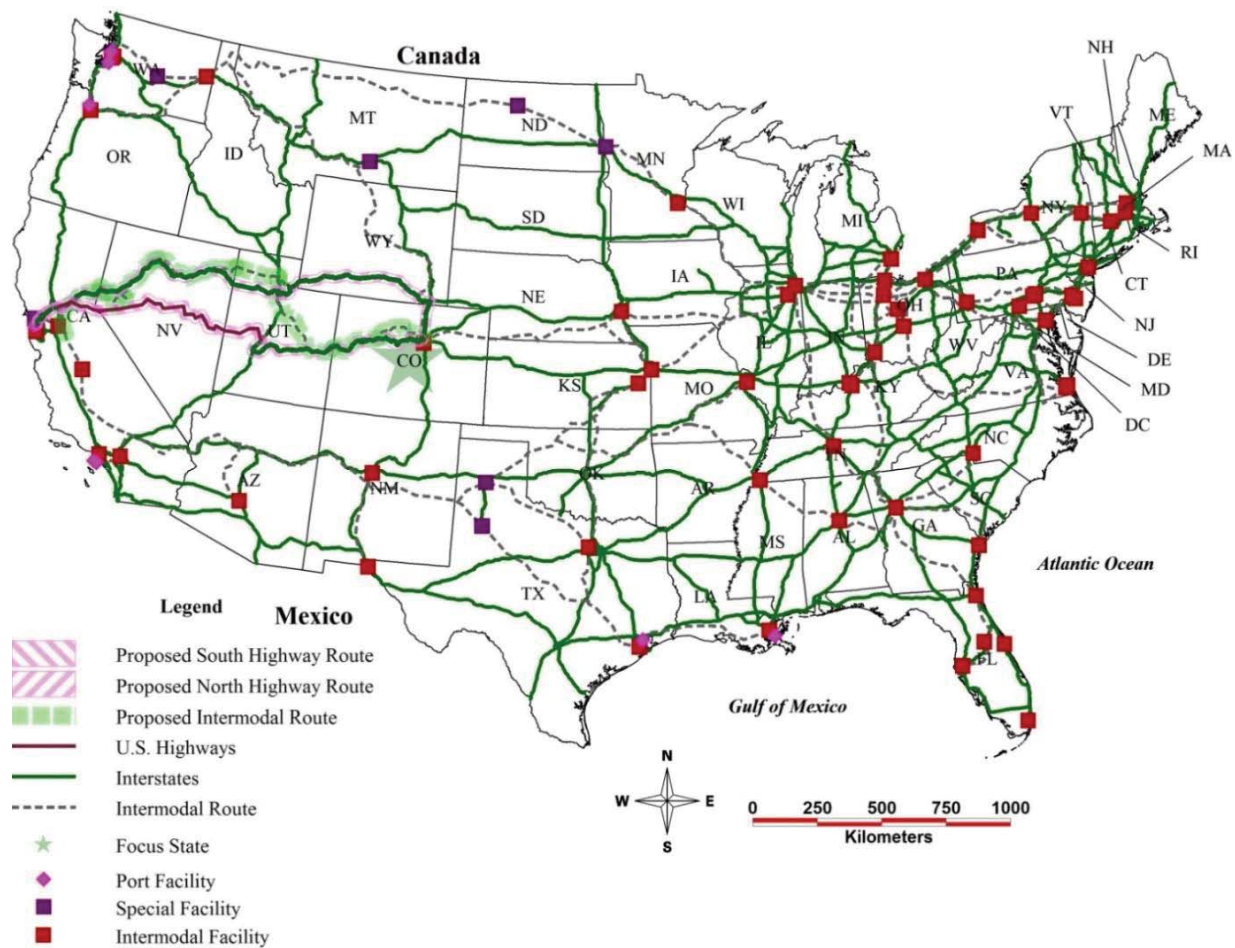 Canada
NH
VT
ME
WA
MT
ND
MN
MA
OR
ID
WI
MI
NY
SD
WY
RI
IA
PA
CT
NE
OH
CA
NV
UT
IL
IN
NJ
CO
WV
DE
KS
MO
KY
VA
MD
DC
NC
TN
AZ
NM
OK
AR
SC
MS
AL
GA
Atlantic Ocean
TX
LA
FL
Mexico
Gulf of Mexico
Legend
Proposed South Highway Route
Proposed North Highway Route
Proposed Intermodal Route
U.S. Highways
Interstates
Intermodal Route
Focus State
Port Facility
Special Facility
Intermodal Facility
N
W E
S
0 250 500 750 1000
Kilometers